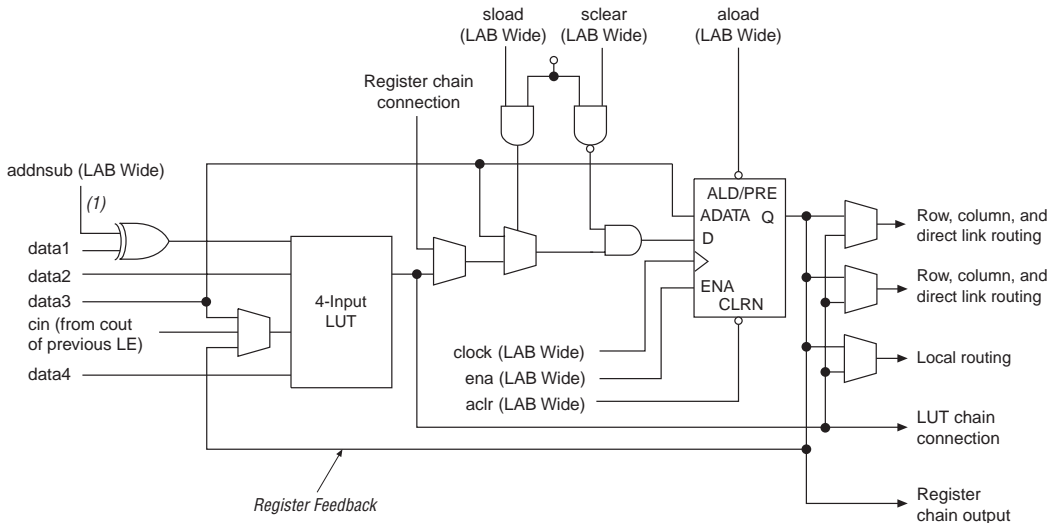 sload
(LAB Wide)
sclear
(LAB Wide)
aload
(LAB Wide)
Register chain
connection
addnsub (LAB Wide)
(1)
data1
data2
data3
cin (from cout
of previous LE)
data4
4-Input
LUT
ALD/PRE
ADATA Q
D
ENA
CLRN
clock (LAB Wide)
ena (LAB Wide)
aclr (LAB Wide)
Row, column, and
direct link routing
Row, column, and
direct link routing
Local routing
LUT chain
connection
Register
chain output
Register Feedback